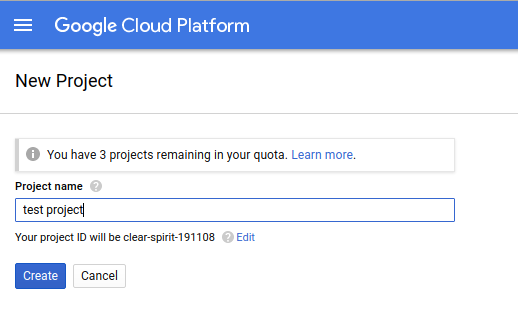 Google Cloud Platform
New Project
You have 3 projects remaining in your quota. Learn more.
Project name
test project
Your project ID will be clear-spirit-191108 Edit
Create Cancel